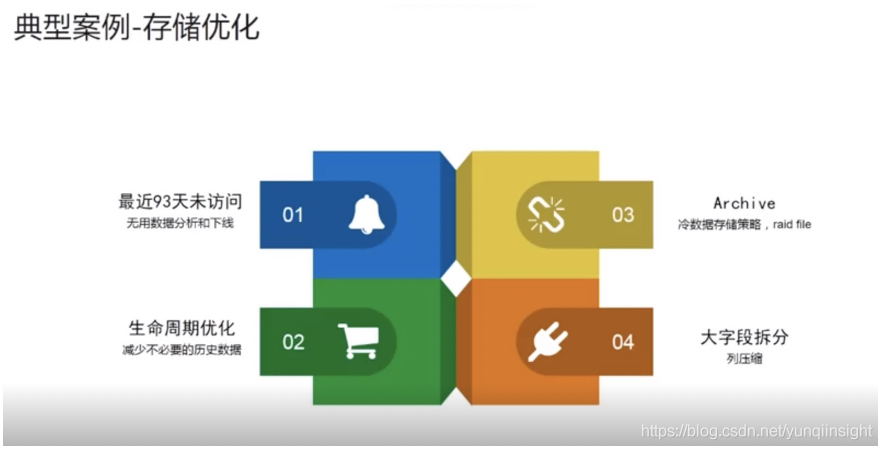 典型案例-存储优化
最近93天未访问
无用数据分析和下线
01
生命周期优化
减少不必要的历史数据
02
03
Archive
冷数据存储策略，raid file
04
大字段拆分
列压缩
https://blog.csdn.net/yunqiinsight